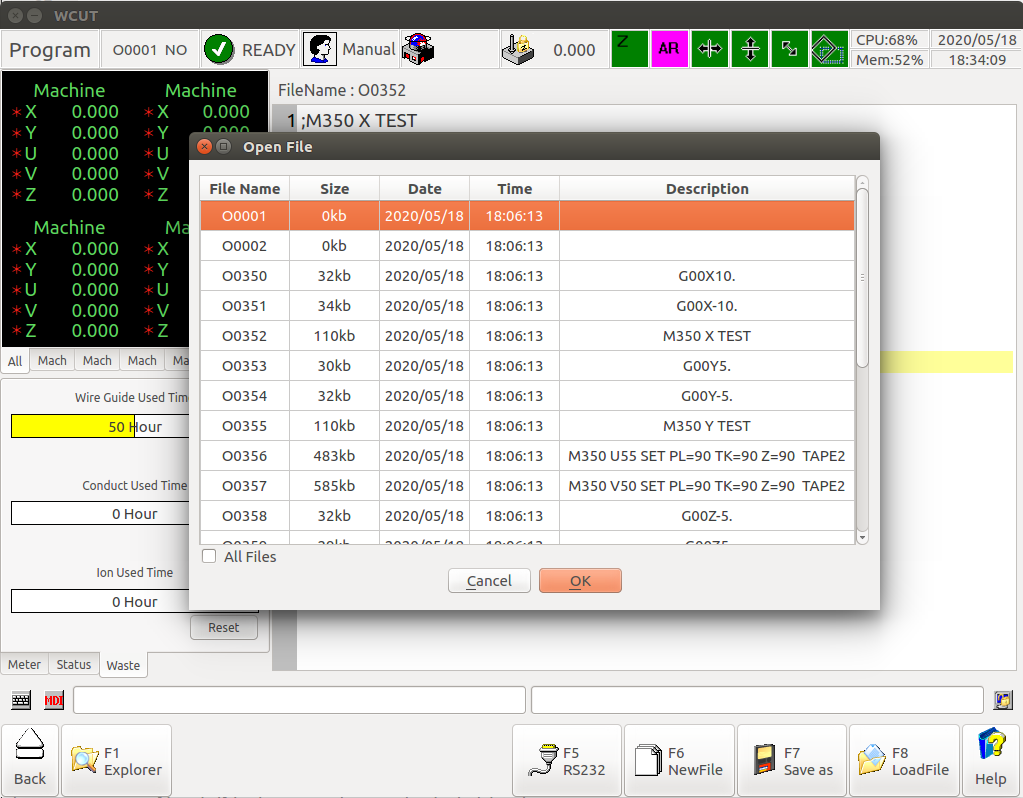 WCUT
Program O0001 NO READY Manual 0.000 Z AR CPU:68% 2020/05/18
Mem:52% 18:34:09
Machine Machine
*X 0.000 *X 0.000
*Y 0.000 *Y 0.000
*U 0.000 *U
*V 0.000 *V
*Z 0.000 *Z
Machine Ma
*X 0.000 *X
*Y 0.000 *Y
*U 0.000 *U
*V 0.000 *V
*Z 0.000 *Z
All Mach Mach Mach Ma
Wire Guide Used Tim
50 Hour
Conduct Used Time
0 Hour
Ion Used Time
0 Hour
Reset
Meter Status Waste
FileName : O0352
1 ;M350 X TEST
Open File
File Name Size Date Time Description
O0001 0kb 2020/05/18 18:06:13
O0002 0kb 2020/05/18 18:06:13
O0350 32kb 2020/05/18 18:06:13 G00X10.
O0351 34kb 2020/05/18 18:06:13 G00X-10.
O0352 110kb 2020/05/18 18:06:13 M350 X TEST
O0353 30kb 2020/05/18 18:06:13 G00Y5.
O0354 32kb 2020/05/18 18:06:13 G00Y-5.
O0355 110kb 2020/05/18 18:06:13 M350 Y TEST
O0356 483kb 2020/05/18 18:06:13 M350 U55 SET PL=90 TK=90 Z=90 TAPE2
O0357 585kb 2020/05/18 18:06:13 M350 V50 SET PL=90 TK=90 Z=90 TAPE2
O0358 32kb 2020/05/18 18:06:13 G00Z-5.
All Files
Cancel OK
MDI
Back F1 Explorer F5 RS232 F6 NewFile F7 Save as F8 LoadFile Help